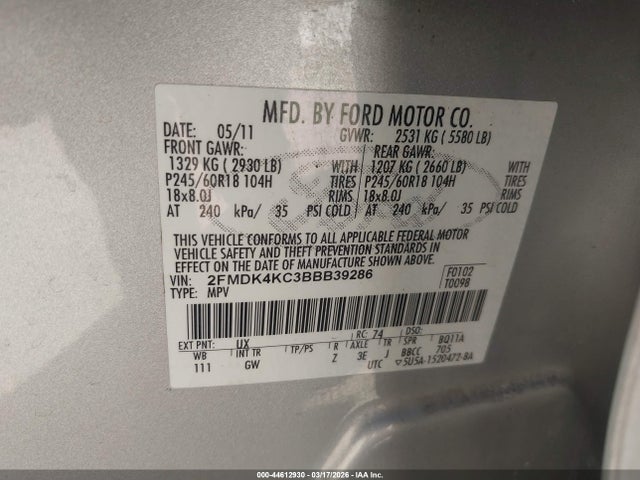 MFD. BY FORD MOTOR CO.
DATE: 05/11 GVWR: 2531 KG ( 5580 LB)
FRONT GAWR: REAR GAWR:
1329 KG ( 2930 LB) WITH 1207 KG ( 2660 LB) WITH
P245/60R18 104H TIRES P245/60R18 104H TIRES
18x8.0J RIMS 18x8.0J RIMS
AT 240 kPa/ 35 PSI COLD AT 240 kPa/ 35 PSI COLD
THIS VEHICLE CONFORMS TO ALL APPLICABLE FEDERAL MOTOR
VEHICLE SAFETY AND THEFT PREVENTION STANDARDS IN
EFFECT ON THE DATE OF MANUFACTURE SHOWN ABOVE.
VIN: 2FMDK4KC3BBB39286 F0102
TYPE: MPV T0098
EXT PNT: UX RC: 74 DSO:
WB INT TR TP/PS R AXLE TR SPR BQ11A
111 GW Z 3E J BBCC 705
UTC 5U5A-1520472-BA
000-44612930 - 03/17/2026 - IAA Inc.